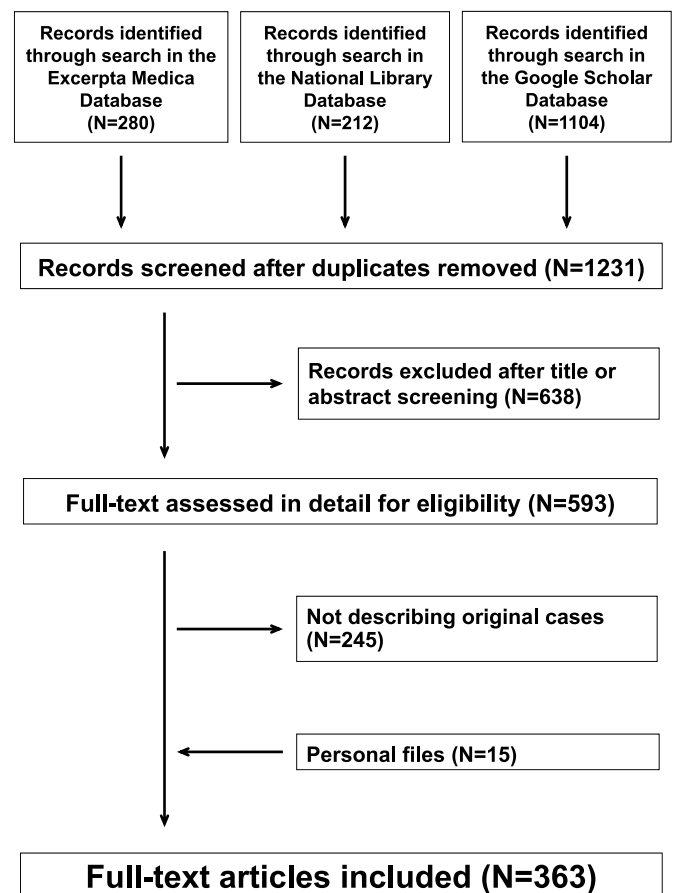 Records identified
through search in the
Excerpta Medica
Database
(N=280)
Records identified
through search in
the National Library
Database
(N=212)
Records identified
through search in
the Google Scholar
Database
(N=1104)
Records screened after duplicates removed (N=1231)
Records excluded after title or
abstract screening (N=638)
Full-text assessed in detail for eligibility (N=593)
Not describing original cases
(N=245)
Personal files (N=15)
Full-text articles included (N=363)